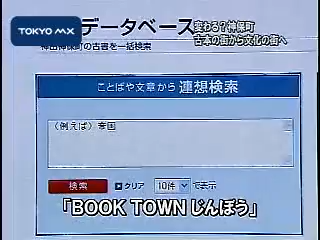 TOKYO MX
データベース
変わる?神保町
古本の街から文化の街へ
神田神保町の古書を一括検索
ことばや文章から 連想検索
(例えば) 帝国
検索 クリア 10件 で表示
「BOOK TOWN じんぼう」